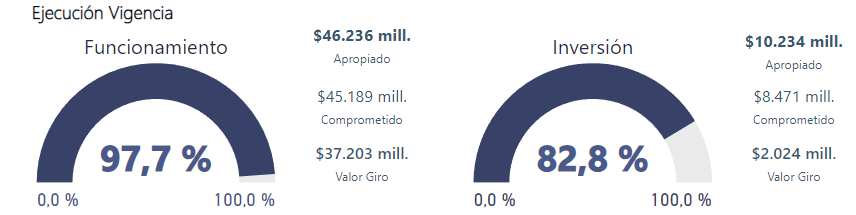 Ejecución Vigencia
Funcionamiento
97,7 %
0,0 %
100,0 %
$46.236 mill.
Apropiado
$45.189 mill.
Comprometido
$37.203 mill.
Valor Giro
Inversión
82,8 %
0,0 %
100,0 %
$10.234 mill.
Apropiado
$8.471 mill.
Comprometido
$2.024 mill.
Valor Giro